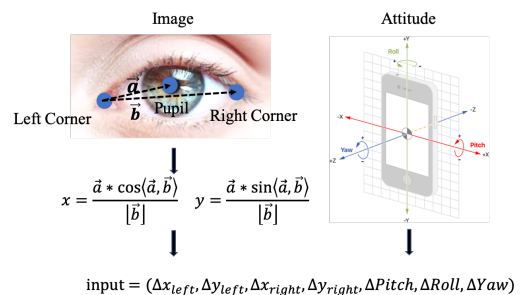 Image
Attitude
a⃗
b⃗
Pupil
Left Corner
Right Corner
+Y
Roll
+
-
-Z
-X
+
Yaw
-
+Z
+
Pitch
-
+X
-Y
x = a⃗ * cos⟨a⃗, b⃗⟩ / ⌊b⃗⌋
y = a⃗ * sin⟨a⃗, b⃗⟩ / ⌊b⃗⌋
input = (Δx_left, Δy_left, Δx_right, Δy_right, ΔPitch, ΔRoll, ΔYaw)